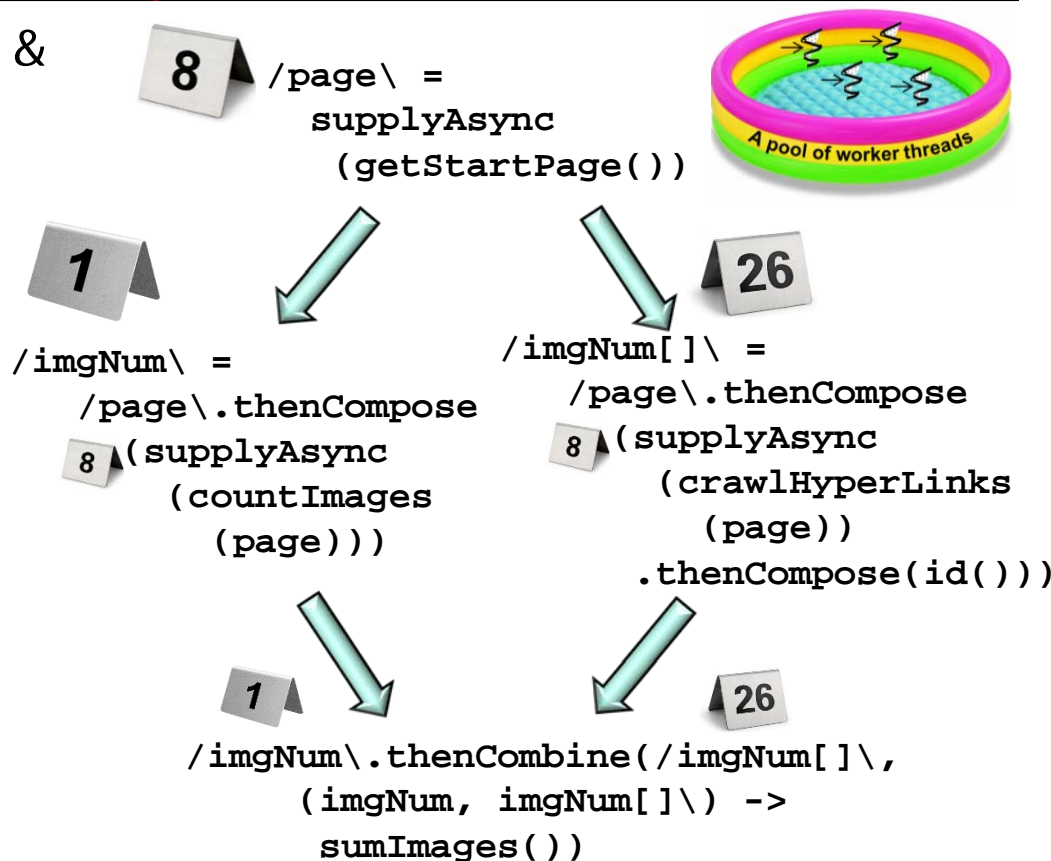 &
8
/page\ =
supplyAsync
(getStartPage())
A pool of worker threads
1
26
/imgNum\ =
/page\.thenCompose
8
(supplyAsync
(countImages
(page)))
/imgNum[]\ =
/page\.thenCompose
8
(supplyAsync
(crawlHyperLinks
(page))
.thenCompose(id()))
1
26
/imgNum\.thenCombine(/imgNum[]\,
(imgNum, imgNum[]\) ->
sumImages())